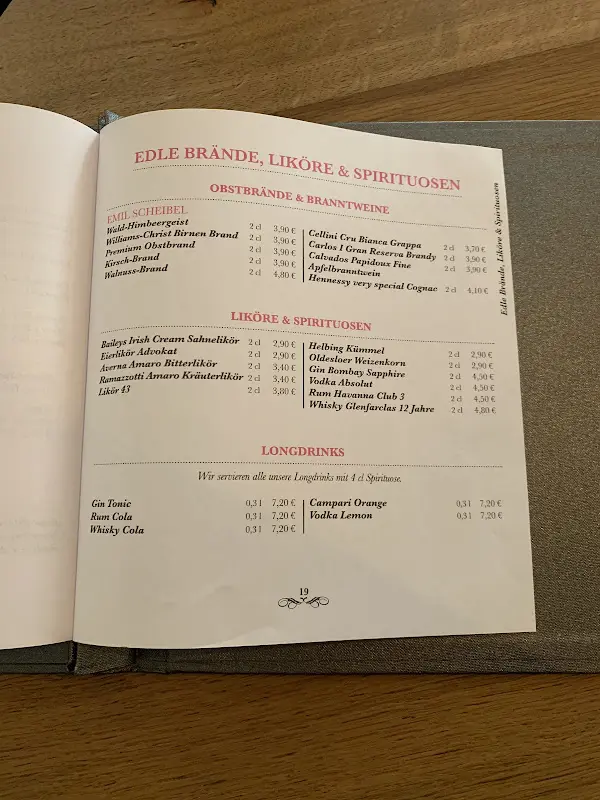 EDLE BRÄNDE, LIKÖRE & SPIRITUOSEN
OBSTBRÄNDE & BRANNTWEINE
EMIL SCHEIBEL
Wald-Himbeergeist 2 cl 3,90 €
Williams-Christ Birnen Brand 2 cl 3,90 €
Premium Obstbrand 2 cl 3,90 €
Kirsch-Brand 2 cl 3,90 €
Walnuss-Brand 2 cl 4,80 €
Cellini Cru Bianca Grappa 2 cl 3,70 €
Carlos I Gran Reserva Brandy 2 cl 3,90 €
Calvados Papidoux Fine 2 cl 3,90 €
Apfelbranntwein
Hennessy very special Cognac 2 cl 4,10 €
LIKÖRE & SPIRITUOSEN
Baileys Irish Cream Sahnelikör 2 cl 2,90 €
Eierlikör Advokat 2 cl 2,90 €
Averna Amaro Bitterlikör 2 cl 3,40 €
Ramazzotti Amaro Kräuterlikör 2 cl 3,40 €
Likör 43 2 cl 3,80 €
Helbing Kümmel 2 cl 2,90 €
Oldesloer Weizenkorn 2 cl 2,90 €
Gin Bombay Sapphire 2 cl 4,50 €
Vodka Absolut 2 cl 4,50 €
Rum Havanna Club 3 2 cl 4,50 €
Whisky Glenfarclas 12 Jahre 2 cl 4,80 €
LONGDRINKS
Wir servieren alle unsere Longdrinks mit 4 cl Spirituose.
Gin Tonic 0,3 l 7,20 €
Rum Cola 0,3 l 7,20 €
Whisky Cola 0,3 l 7,20 €
Campari Orange 0,3 l 7,20 €
Vodka Lemon 0,3 l 7,20 €
19
Edle Brände, Liköre & Spirituosen